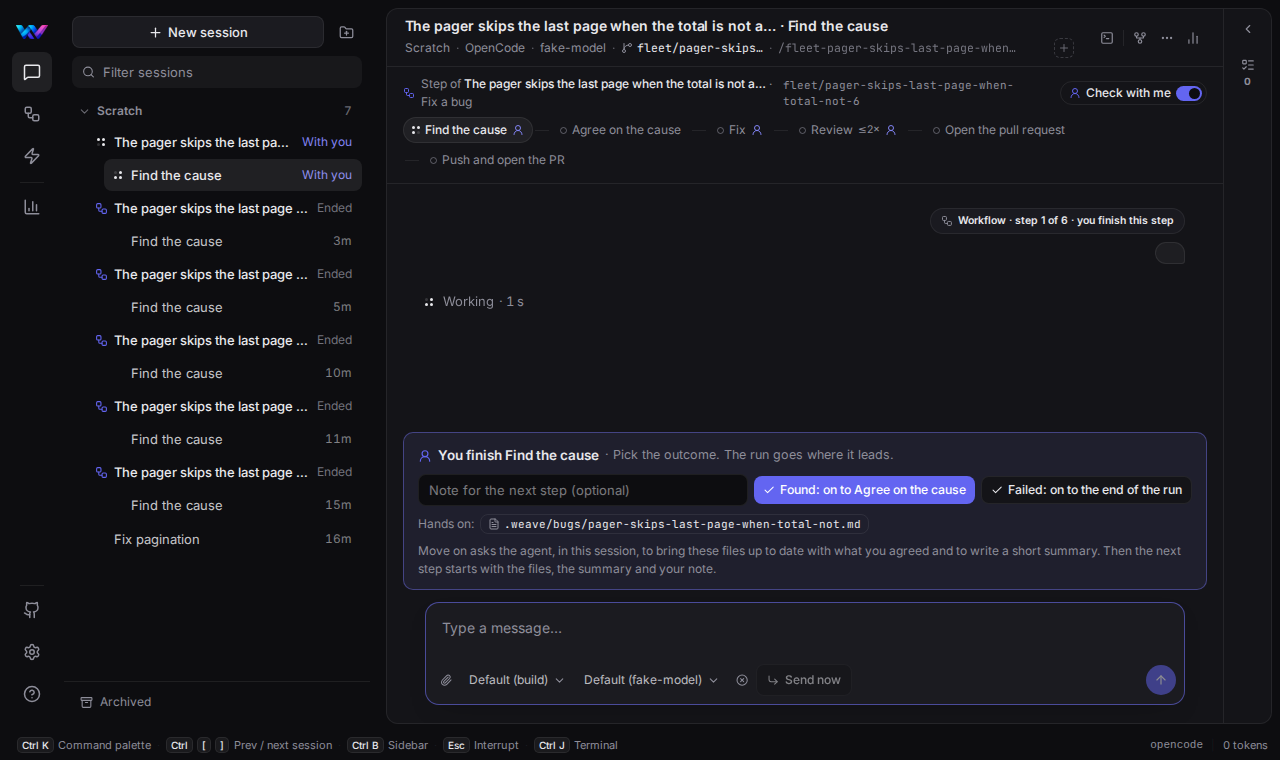 New session
Filter sessions
Scratch 7
The pager skips the last pa... With you
Find the cause With you
The pager skips the last page ... Ended
Find the cause 3m
The pager skips the last page ... Ended
Find the cause 5m
The pager skips the last page ... Ended
Find the cause 10m
The pager skips the last page ... Ended
Find the cause 11m
The pager skips the last page ... Ended
Find the cause 15m
Fix pagination 16m
Archived
The pager skips the last page when the total is not a... · Find the cause
Scratch · OpenCode · fake-model · fleet/pager-skips… · /fleet-pager-skips-last-page-when…
0
Step of The pager skips the last page when the total is not a... ·
Fix a bug
fleet/pager-skips-last-page-when-
total-not-6
Check with me
Find the cause
Agree on the cause
Fix
Review ≤2×
Open the pull request
Push and open the PR
Workflow · step 1 of 6 · you finish this step
Working · 1 s
You finish Find the cause · Pick the outcome. The run goes where it leads.
Note for the next step (optional)
Found: on to Agree on the cause
Failed: on to the end of the run
Hands on: .weave/bugs/pager-skips-last-page-when-total-not.md
Move on asks the agent, in this session, to bring these files up to date with what you agreed and to write a short summary. Then the next
step starts with the files, the summary and your note.
Type a message...
Default (build)
Default (fake-model)
Send now
Ctrl K Command palette
Ctrl [ ] Prev / next session
Ctrl B Sidebar
Esc Interrupt
Ctrl J Terminal
opencode
0 tokens